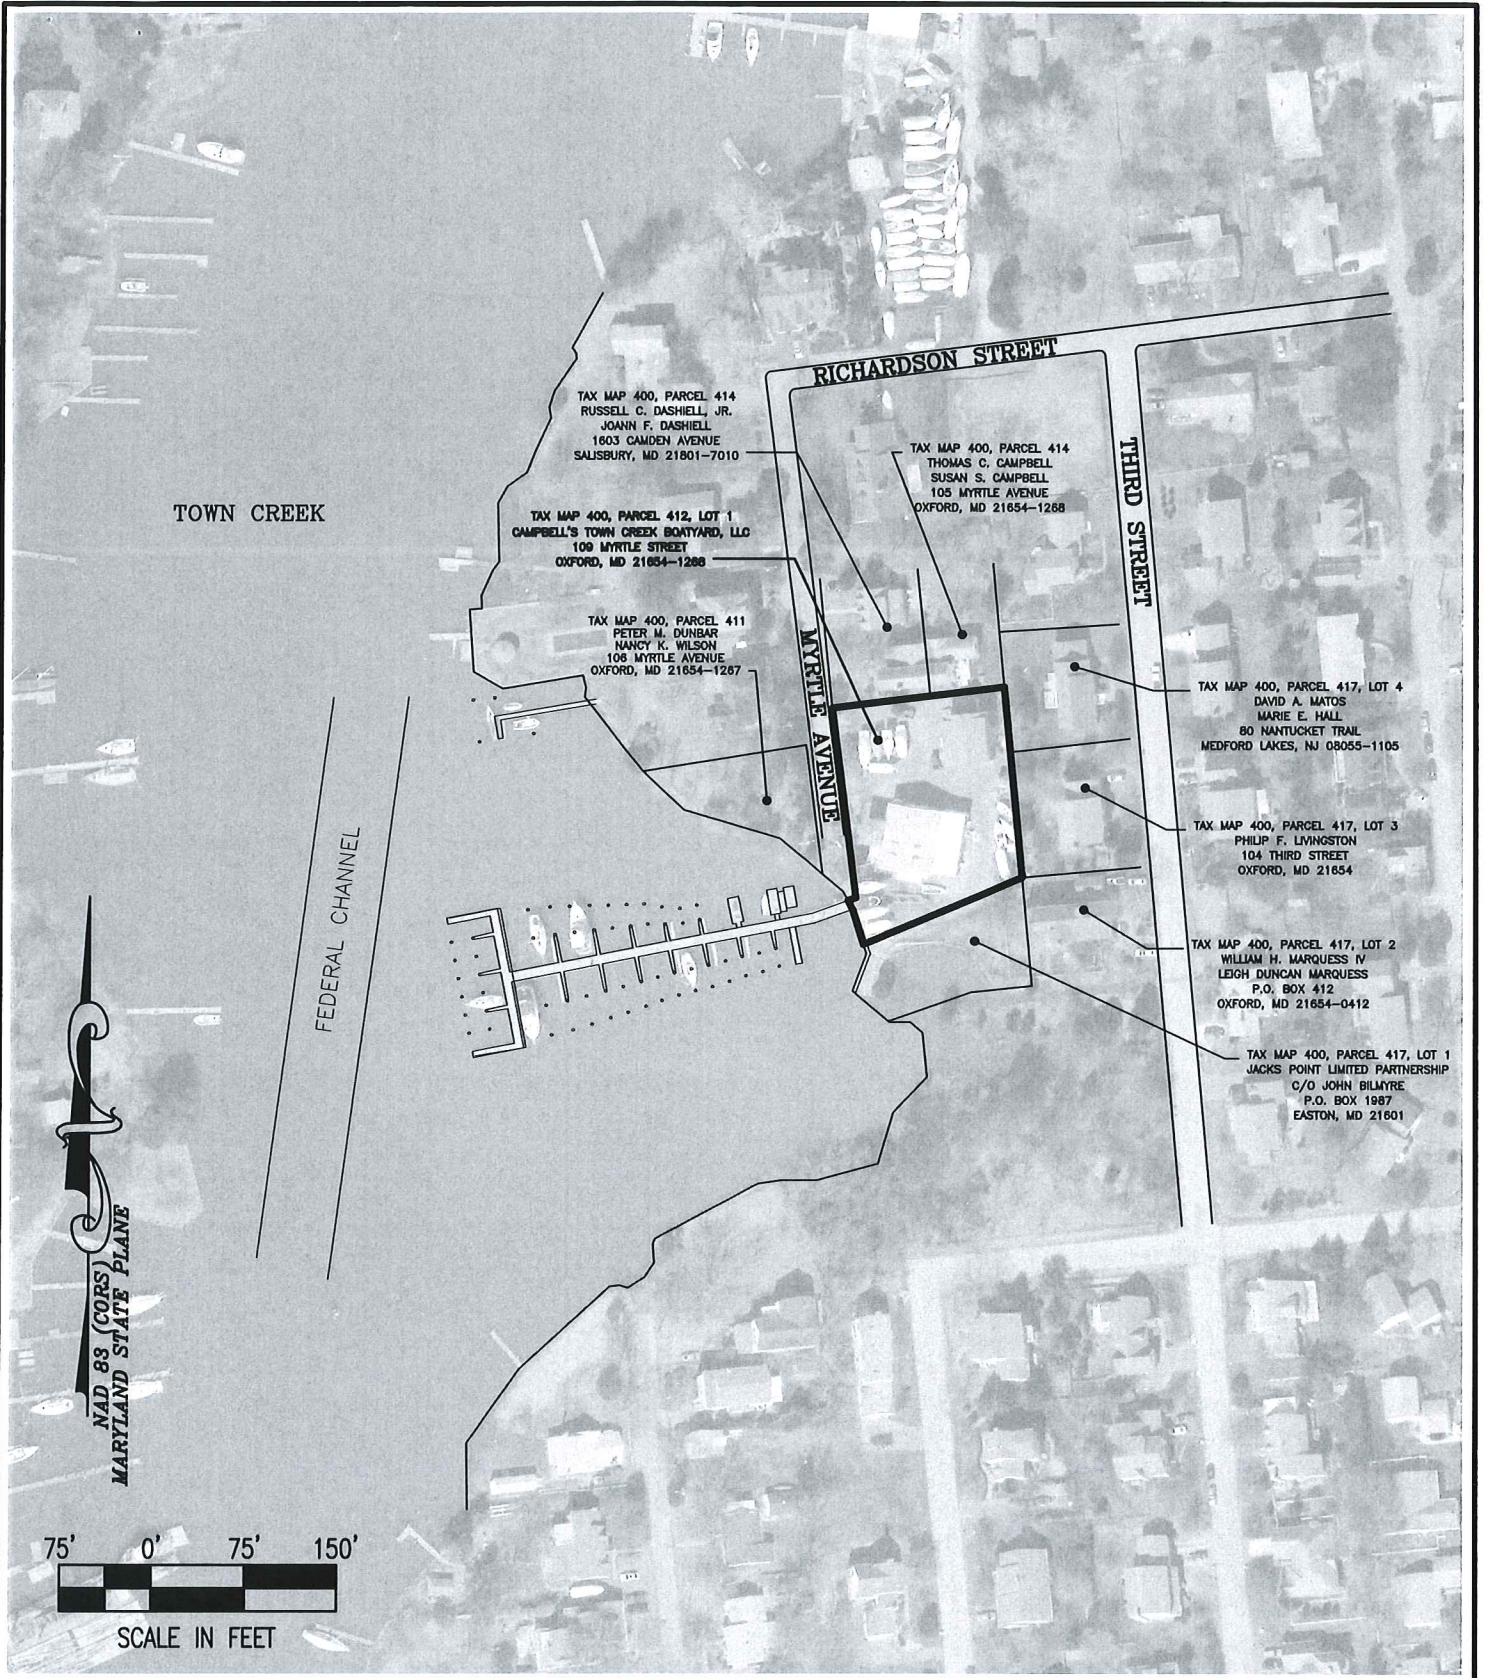 RICHARDSON STREET
TAX MAP 400, PARCEL 414
RUSSELL C. DASHIELL, JR.
JOANN F. DASHIELL
1603 CAMDEN AVENUE
SALISBURY, MD 21801-7010
TAX MAP 400, PARCEL 414
THOMAS C. CAMPBELL
SUSAN S. CAMPBELL
105 MYRTLE AVENUE
OXFORD, MD 21654-1268
THIRD STREET
TOWN CREEK
TAX MAP 400, PARCEL 412, LOT 1
CAMPBELL'S TOWN CREEK BOATYARD, LLC
109 MYRTLE STREET
OXFORD, MD 21654-1268
TAX MAP 400, PARCEL 411
PETER M. DUNBAR
NANCY K. WILSON
106 MYRTLE AVENUE
OXFORD, MD 21654-1267
MYRTLE AVENUE
TAX MAP 400, PARCEL 417, LOT 4
DAVID A. MATOS
MARIE E. HALL
80 NANTUCKET TRAIL
MEDFORD LAKES, NJ 08055-1105
TAX MAP 400, PARCEL 417, LOT 3
PHILIP F. LIVINGSTON
104 THIRD STREET
OXFORD, MD 21654
FEDERAL CHANNEL
TAX MAP 400, PARCEL 417, LOT 2
WILLIAM H. MARQUESS IV
LEIGH DUNCAN MARQUESS
P.O. BOX 412
OXFORD, MD 21654-0412
TAX MAP 400, PARCEL 417, LOT 1
JACKS POINT LIMITED PARTNERSHIP
C/O JOHN BILMYRE
P.O. BOX 1987
EASTON, MD 21601
NAD 83 (CORS)
MARYLAND STATE PLANE
75' 0' 75' 150'
SCALE IN FEET